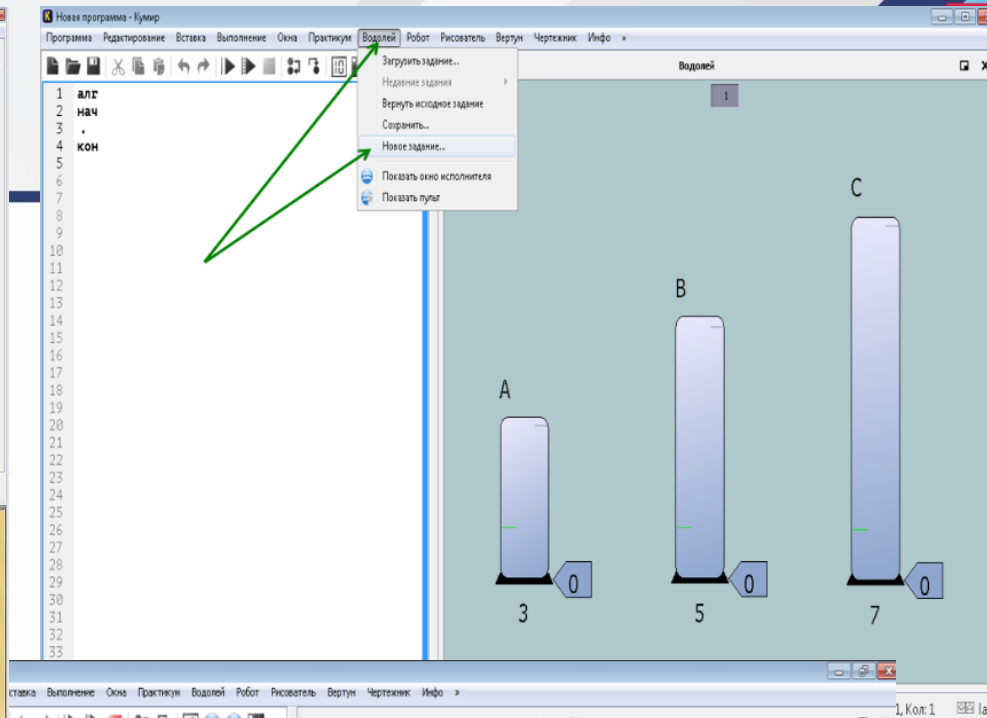 Новая программа - Кумир
Программа Редактирование Вставка Выполнение Окна Практикум Водолей Робот Рисователь Вертун Чертежник Инфо »
Загрузить задание...
Недавние задания
Вернуть исходное задание
Сохранить...
Новое задание...
Показать окно исполнителя
Показать пульт
1 алг
2 нач
3 .
4 кон
5
6
7
8
9
10
11
12
13
14
15
16
17
18
19
20
21
22
23
24
25
26
27
28
29
30
31
32
33
Водолей
1
C
B
A
0 0 0
3 5 7
ставка Выполнение Окна Практикум Водолей Робот Рисователь Вертун Чертежник Инфо »
1, Кол: 1 la